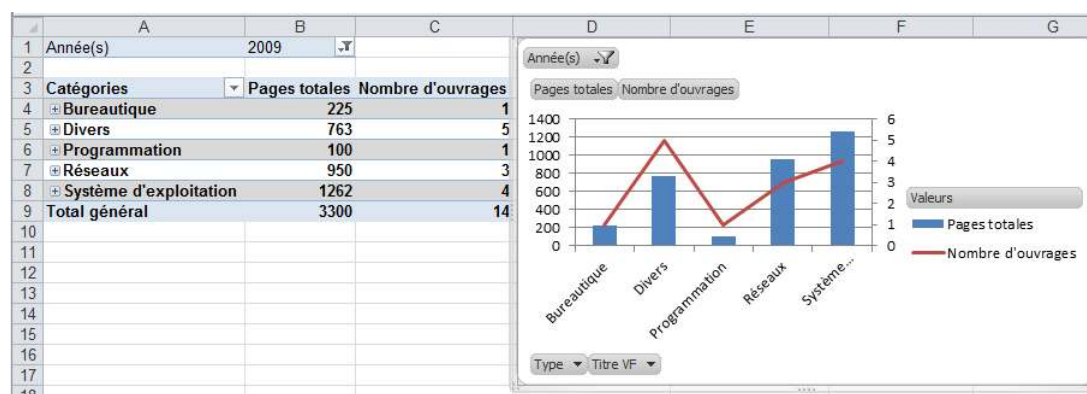 A B C D E F G
1 Année(s) 2009
2
3 Catégories Pages totales Nombre d'ouvrages
4 Bureautique 225 1
5 Divers 763 5
6 Programmation 100 1
7 Réseaux 950 3
8 Système d'exploitation 1262 4
9 Total général 3300 14
10
11
12
13
14
15
16
17
18
Année(s)
Pages totales Nombre d'ouvrages
1400 6
1200 5
1000 4
800
600 3
400 2
200 1
0 0
Bureautique Divers Programmation Réseaux Système...
Valeurs
Pages totales
Nombre d'ouvrages
Type Titre VF